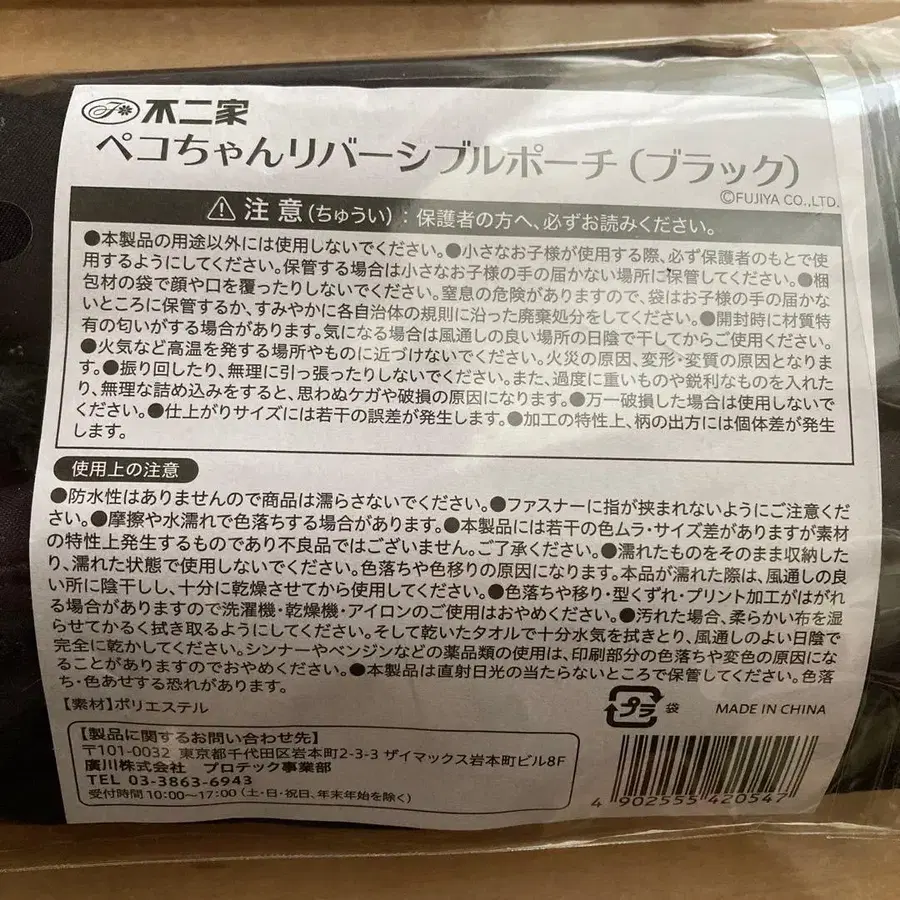 不二家
ペコちゃんリバーシブルポーチ(ブラック)
©FUJIYA CO.,LTD.
注意(ちゅうい):保護者の方へ、必ずお読みください。
●本製品の用途以外には使用しないでください。●小さなお子様が使用する際、必ず保護者のもとで使
用するようにしてください。保管する場合は小さなお子様の手の届かない場所に保管してください。●梱
包材の袋で顔や口を覆ったりしないでください。窒息の危険がありますので、袋はお子様の手の届かな
いところに保管するか、すみやかに各自治体の規則に沿った廃棄処分をしてください。●開封時に材質特
有の匂いがする場合があります。気になる場合は風通しの良い場所の日陰で干してからご使用ください。
●火気など高温を発する場所やものに近づけないでください。火災の原因、変形・変質の原因となりま
す。●振り回したり、無理に引っ張ったりしないでください。また、過度に重いものや鋭利なものを入れた
り、無理な詰め込みをすると、思わぬケガや破損の原因になります。●万一破損した場合は使用しないで
ください。●仕上がりサイズには若干の誤差が発生します。●加工の特性上、柄の出方には個体差が発生
します。
使用上の注意
●防水性はありませんので商品は濡らさないでください。●ファスナーに指が挟まれないようにご注意くだ
さい。●摩擦や水濡れで色落ちする場合があります。●本製品には若干の色ムラ・サイズ差がありますが素材
の特性上発生するものであり不良品ではございません。ご了承ください。●濡れたものをそのまま収納した
り、濡れた状態で使用しないでください。色落ちや色移りの原因になります。本品が濡れた際は、風通しの良
い所に陰干しし、十分に乾燥させてから使用してください。●色落ちや移り・型くずれ・プリント加工がはがれ
る場合がありますので洗濯機・乾燥機・アイロンのご使用はおやめください。●汚れた場合、柔らかい布を湿
らせてかるく拭き取るようにしてください。そして乾いたタオルで十分水気を拭きとり、風通しのよい日陰で
完全に乾かしてください。シンナーやベンジンなどの薬品類の使用は、印刷部分の色落ちや変色の原因にな
ることがありますのでおやめください。●本製品は直射日光の当たらないところで保管してください。色落
ち・色あせする恐れがあります。
【素材】ポリエステル
プラ 袋 MADE IN CHINA
【製品に関するお問い合わせ先】
〒101-0032 東京都千代田区岩本町2-3-3 ザイマックス岩本町ビル8F
廣川株式会社 プロテック事業部
TEL 03-3863-6943
受付時間 10:00~17:00 (土・日・祝日、年末年始を除く)
4 902555 420547